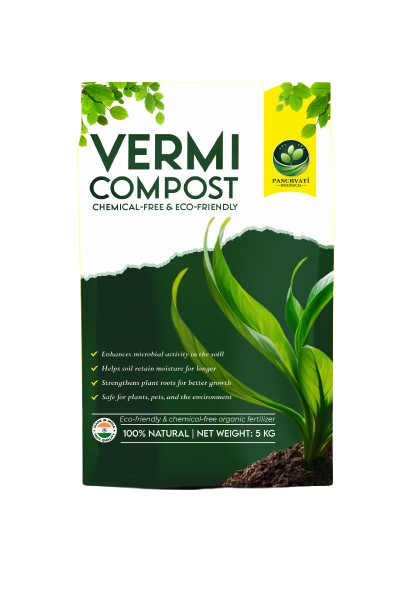 VERMI
COMPOST
CHEMICAL-FREE & ECO-FRIENDLY
PANCHVATI
BIOLOGICAL
Enhances microbial activity in the soill
Helps soil retain moisture for longer
Strengthens plant roots for better growth
Safe for plants, pets, and the environment
Eco-friendly & chemical-free organic fertilizer
100% NATURAL | NET WEIGHT: 5 KG